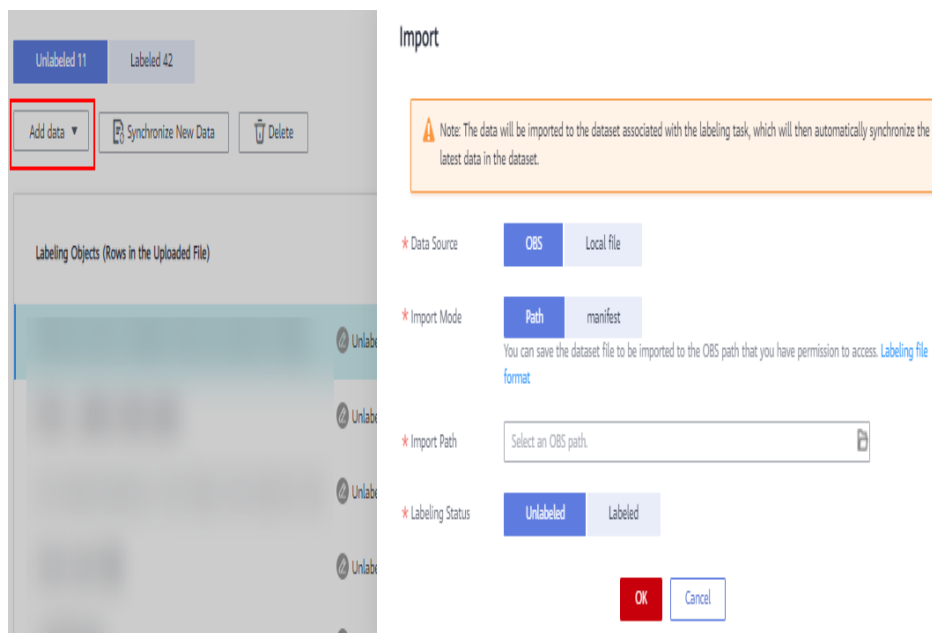 Unlabeled 11
Labeled 42
Add data
Synchronize New Data
Delete
Labeling Objects (Rows in the Uploaded File)
Unlabe
Unlabe
Unlabe
Unlabe
Import
Note: The data will be imported to the dataset associated with the labeling task, which will then automatically synchronize the
latest data in the dataset.
* Data Source
OBS
Local file
* Import Mode
Path
manifest
You can save the dataset file to be imported to the OBS path that you have permission to access. Labeling file
format
* Import Path
Select an OBS path.
* Labeling Status
Unlabeled
Labeled
OK
Cancel